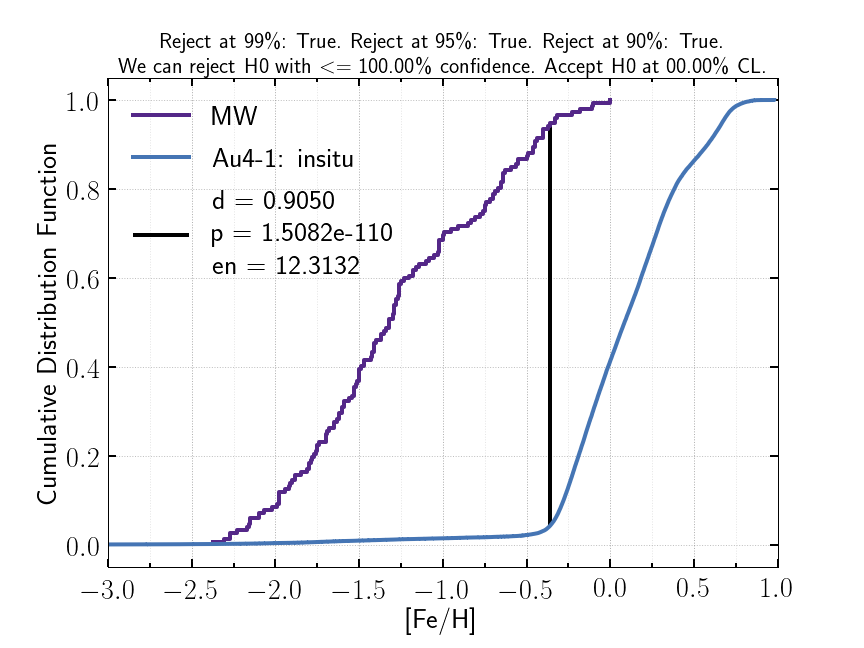 Reject at 99%: True. Reject at 95%: True. Reject at 90%: True.
We can reject H0 with <= 100.00% confidence. Accept H0 at 00.00% CL.
MW
Au4-1: insitu
d = 0.9050
p = 1.5082e-110
en = 12.3132
Cumulative Distribution Function
1.0
0.8
0.6
0.4
0.2
0.0
−3.0 −2.5 −2.0 −1.5 −1.0 −0.5 0.0 0.5 1.0
[Fe/H]